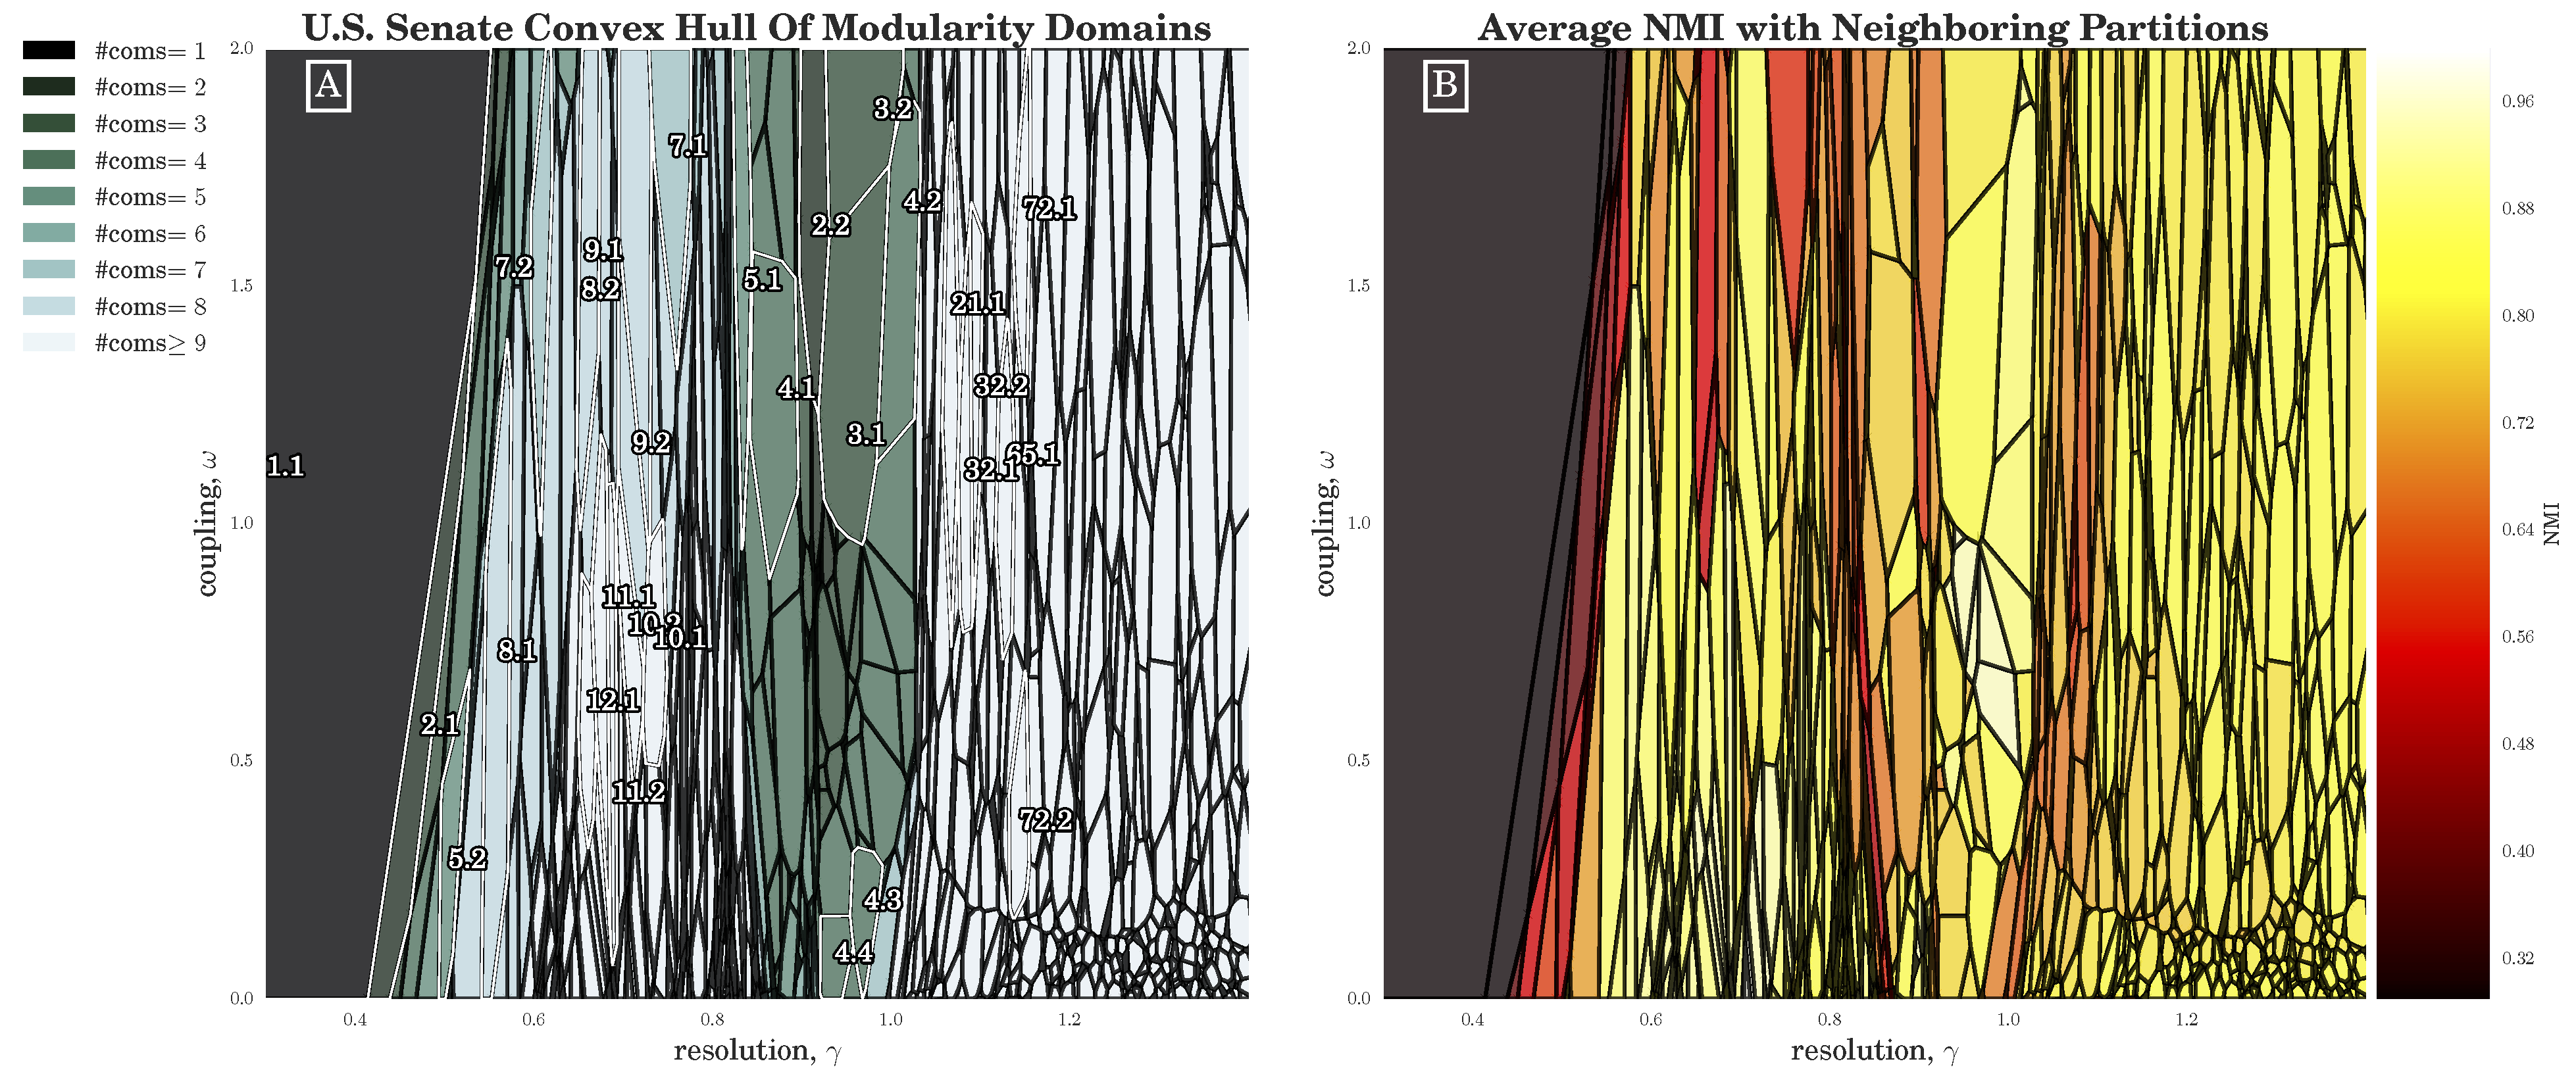 U.S. Senate Convex Hull Of Modularity Domains
#coms= 1
#coms= 2
#coms= 3
#coms= 4
#coms= 5
#coms= 6
#coms= 7
#coms= 8
#coms≥ 9
A
2.0
1.5
1.0
0.5
0.0
coupling, ω
3.2
7.1
4.2
72.1
2.2
9.1
7.2
5.1
8.2
21.1
4.1
32.2
3.1
9.2
65.1
1.1
32.1
11.1
10.2
10.1
8.1
12.1
2.1
11.2
72.2
5.2
4.3
4.4
0.4 0.6 0.8 1.0 1.2
resolution, γ
Average NMI with Neighboring Partitions
B
2.0
1.5
1.0
0.5
0.0
coupling, ω
0.4 0.6 0.8 1.0 1.2
resolution, γ
0.96
0.88
0.80
0.72
0.64
0.56
0.48
0.40
0.32
NMI